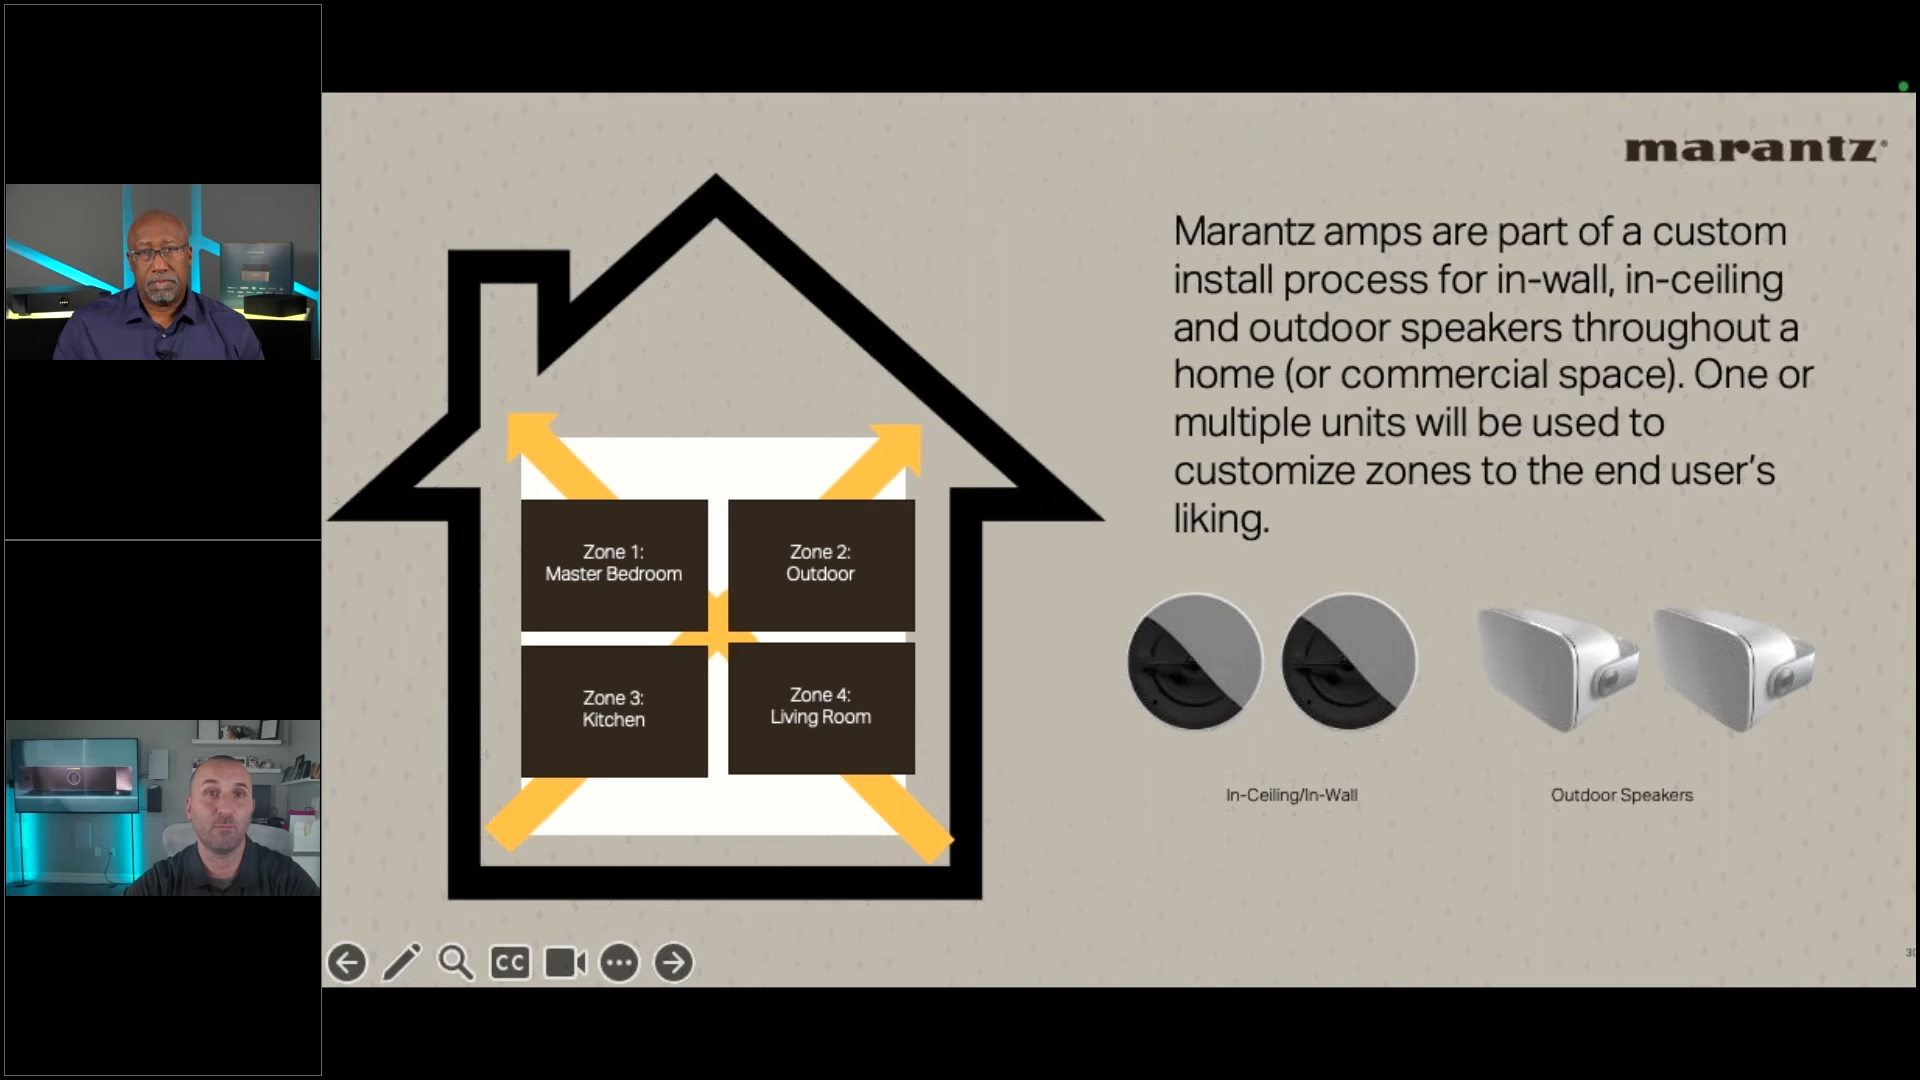 marantz
Marantz amps are part of a custom
install process for in-wall, in-ceiling
and outdoor speakers throughout a
home (or commercial space). One or
multiple units will be used to
customize zones to the end user's
liking.
Zone 1:
Master Bedroom
Zone 2:
Outdoor
Zone 3:
Kitchen
Zone 4:
Living Room
In-Ceiling/In-Wall
Outdoor Speakers
CC